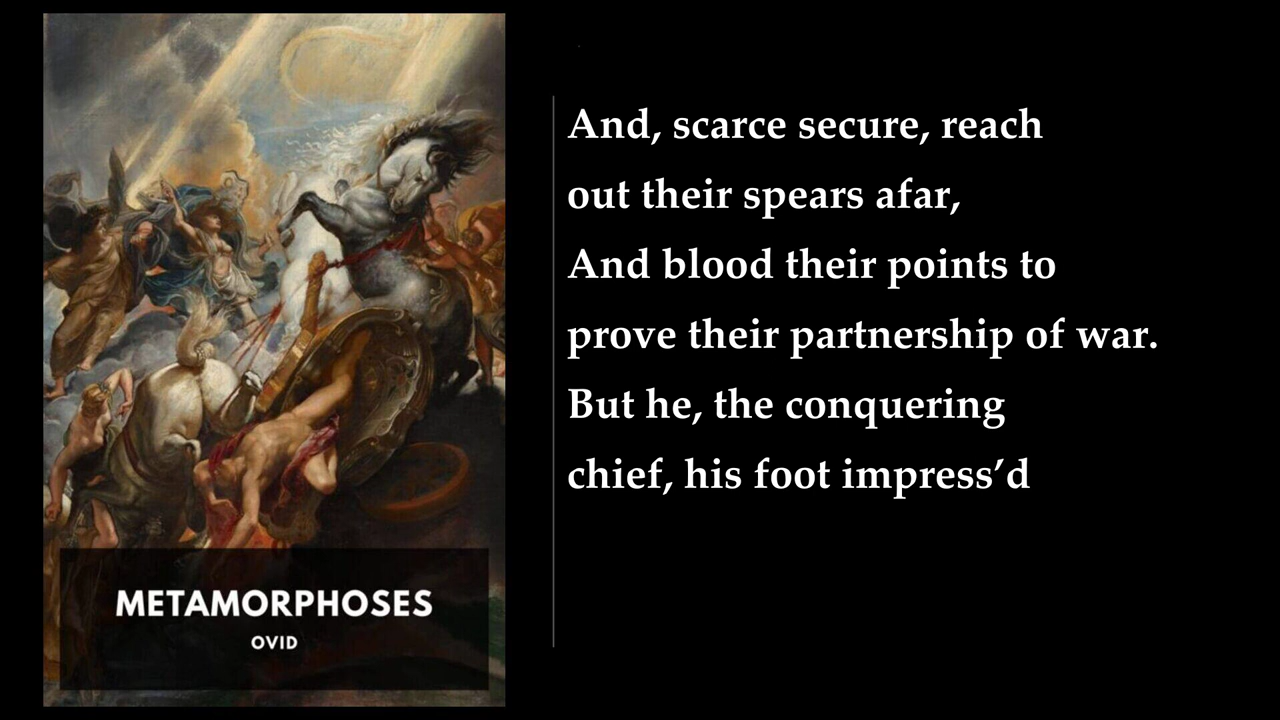 METAMORPHOSES
OVID
And, scarce secure, reach
out their spears afar,
And blood their points to
prove their partnership of war.
But he, the conquering
chief, his foot impress’d